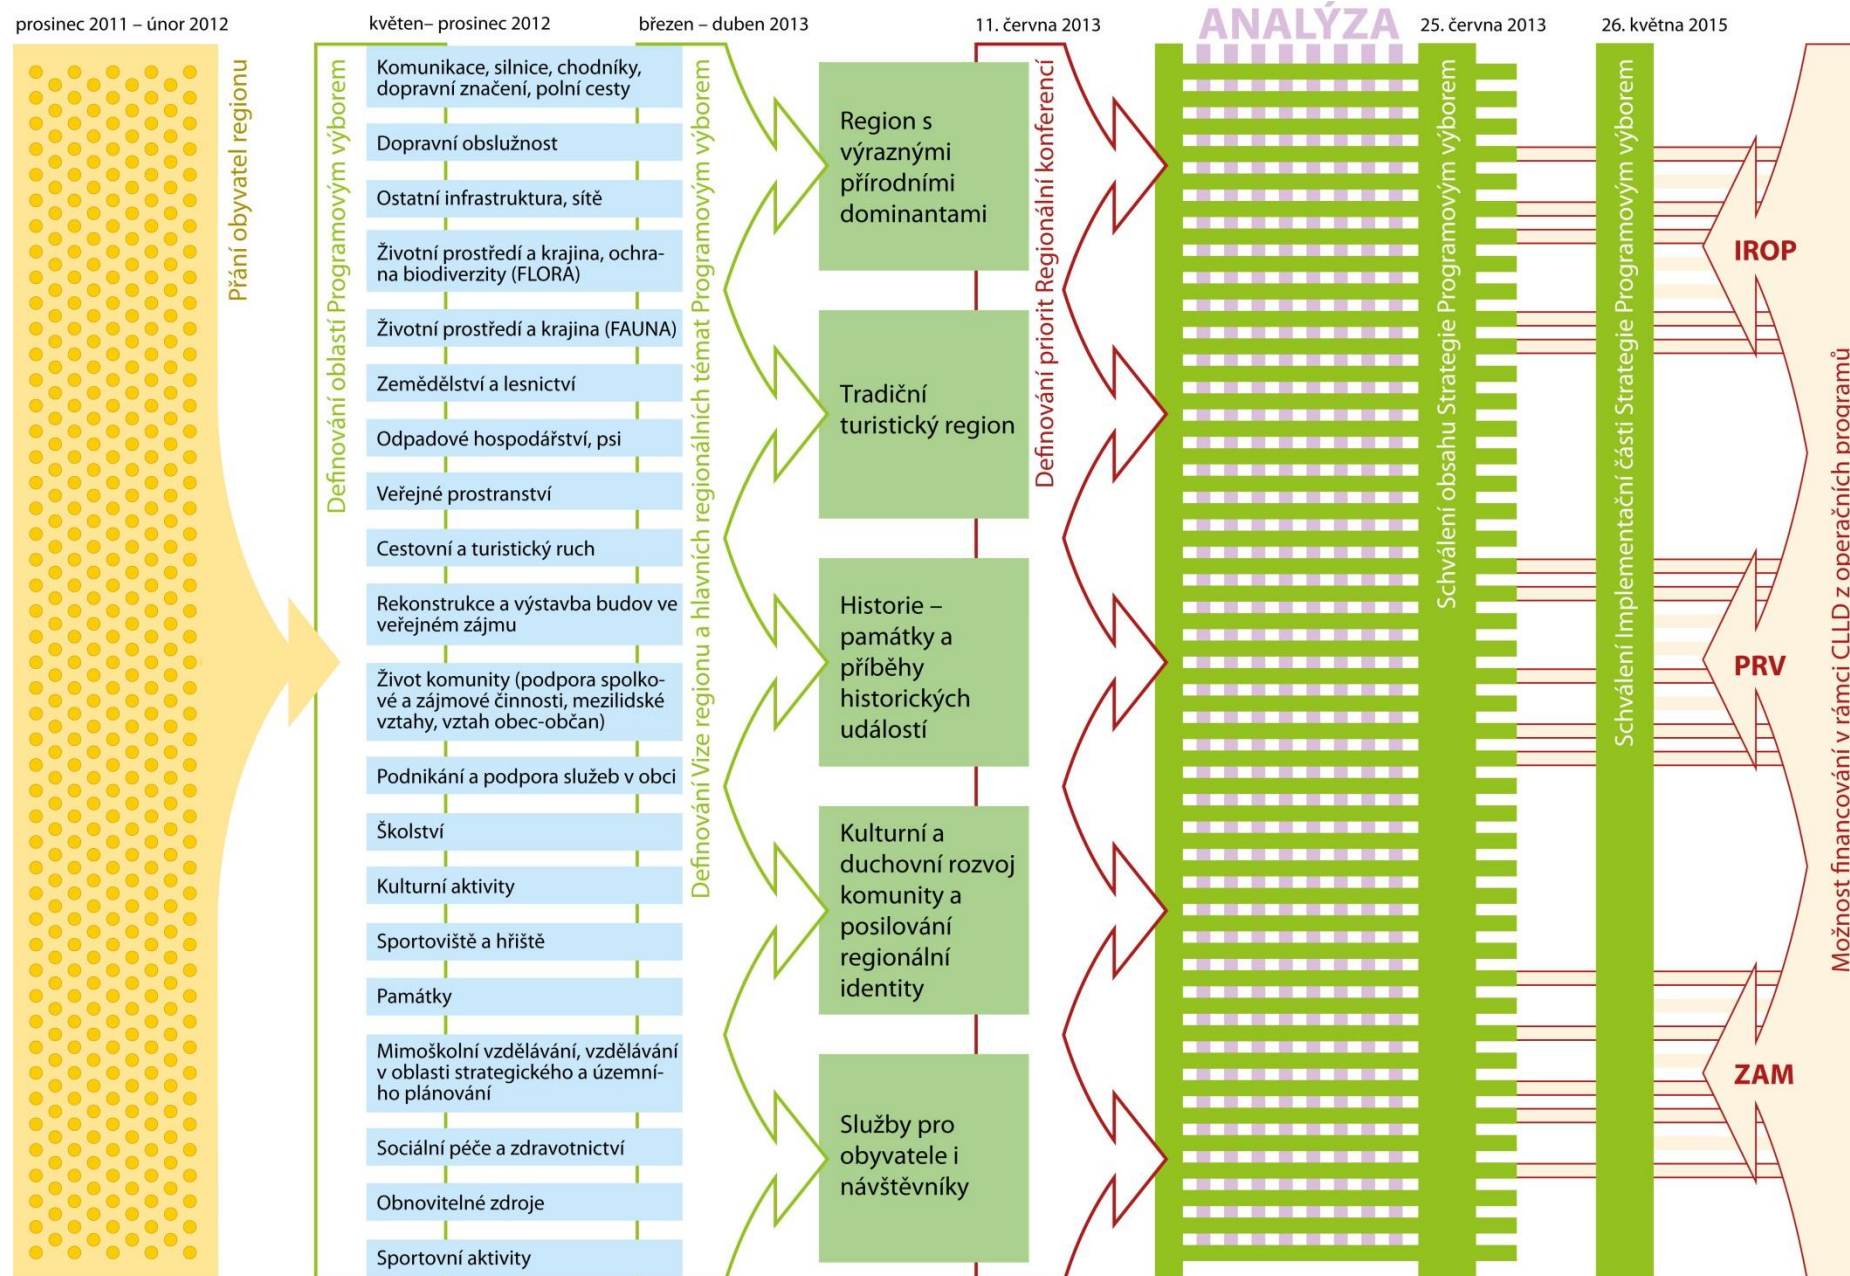 prosinec 2011 – únor 2012
Přání obyvatel regionu
květen– prosinec 2012
Definování oblastí Programovým výborem
Komunikace, silnice, chodníky,
dopravní značení, polní cesty
Dopravní obslužnost
Ostatní infrastruktura, sítě
Životní prostředí a krajina, ochra-
na biodiverzity (FLORA)
Životní prostředí a krajina (FAUNA)
Zemědělství a lesnictví
Odpadové hospodářství, psi
Veřejné prostranství
Cestovní a turistický ruch
Rekonstrukce a výstavba budov ve
veřejném zájmu
Život komunity (podpora spolko-
vé a zájmové činnosti, mezilidské
vztahy, vztah obec-občan)
Podnikání a podpora služeb v obci
Školství
Kulturní aktivity
Sportoviště a hřiště
Památky
Mimoškolní vzdělávání, vzdělávání
v oblasti strategického a územní-
ho plánování
Sociální péče a zdravotnictví
Obnovitelné zdroje
Sportovní aktivity
březen – duben 2013
Definování Vize regionu a hlavních regionálních témat Programovým výborem
Region s
výraznými
přírodními
dominantami
Tradiční
turistický region
Historie –
památky a
příběhy
historických
událostí
Kulturní a
duchovní rozvoj
komunity a
posilování
regionální
identity
Služby pro
obyvatele i
návštěvníky
11. června 2013
Definování priorit Regionální konferencí
ANALÝZA
25. června 2013
Schválení obsahu Strategie Programovým výborem
26. května 2015
Schválení Implementační části Strategie Programovým výborem
IROP
PRV
ZAM
Možnost financování v rámci CLLD z operačních programů